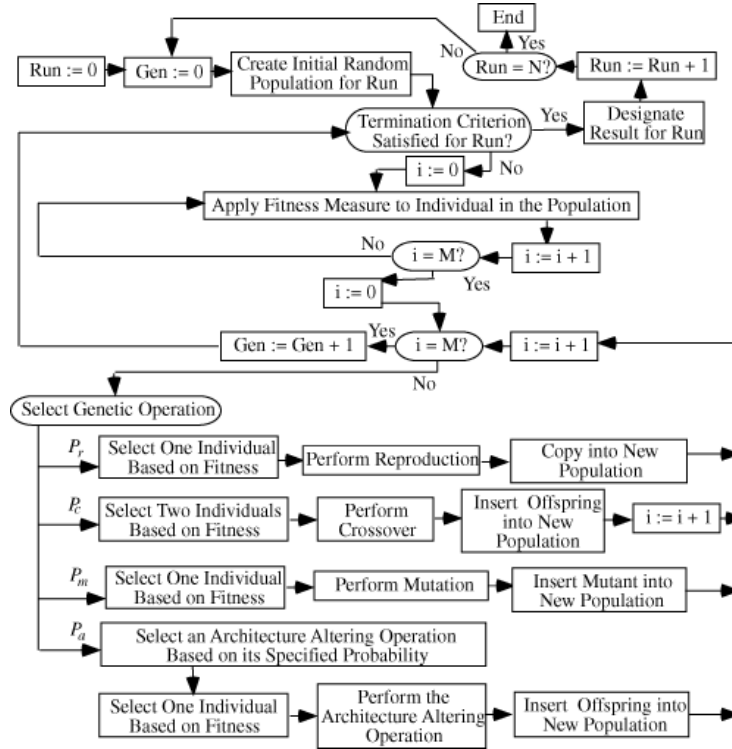 End
No
Yes
Run := 0
Gen := 0
Create Initial Random
Population for Run
Run = N?
Run := Run + 1
Termination Criterion
Satisfied for Run?
Yes
Designate
Result for Run
No
i := 0
Apply Fitness Measure to Individual in the Population
No
i = M?
i := i + 1
Yes
i := 0
Gen := Gen + 1
Yes
i = M?
i := i + 1
No
Select Genetic Operation
Pr
Select One Individual
Based on Fitness
Perform Reproduction
Copy into New
Population
Pc
Select Two Individuals
Based on Fitness
Perform
Crossover
Insert Offspring
into New
Population
i := i + 1
Pm
Select One Individual
Based on Fitness
Perform Mutation
Insert Mutant into
New Population
Pa
Select an Architecture Altering Operation
Based on its Specified Probability
Select One Individual
Based on Fitness
Perform the
Architecture Altering
Operation
Insert Offspring into
New Population